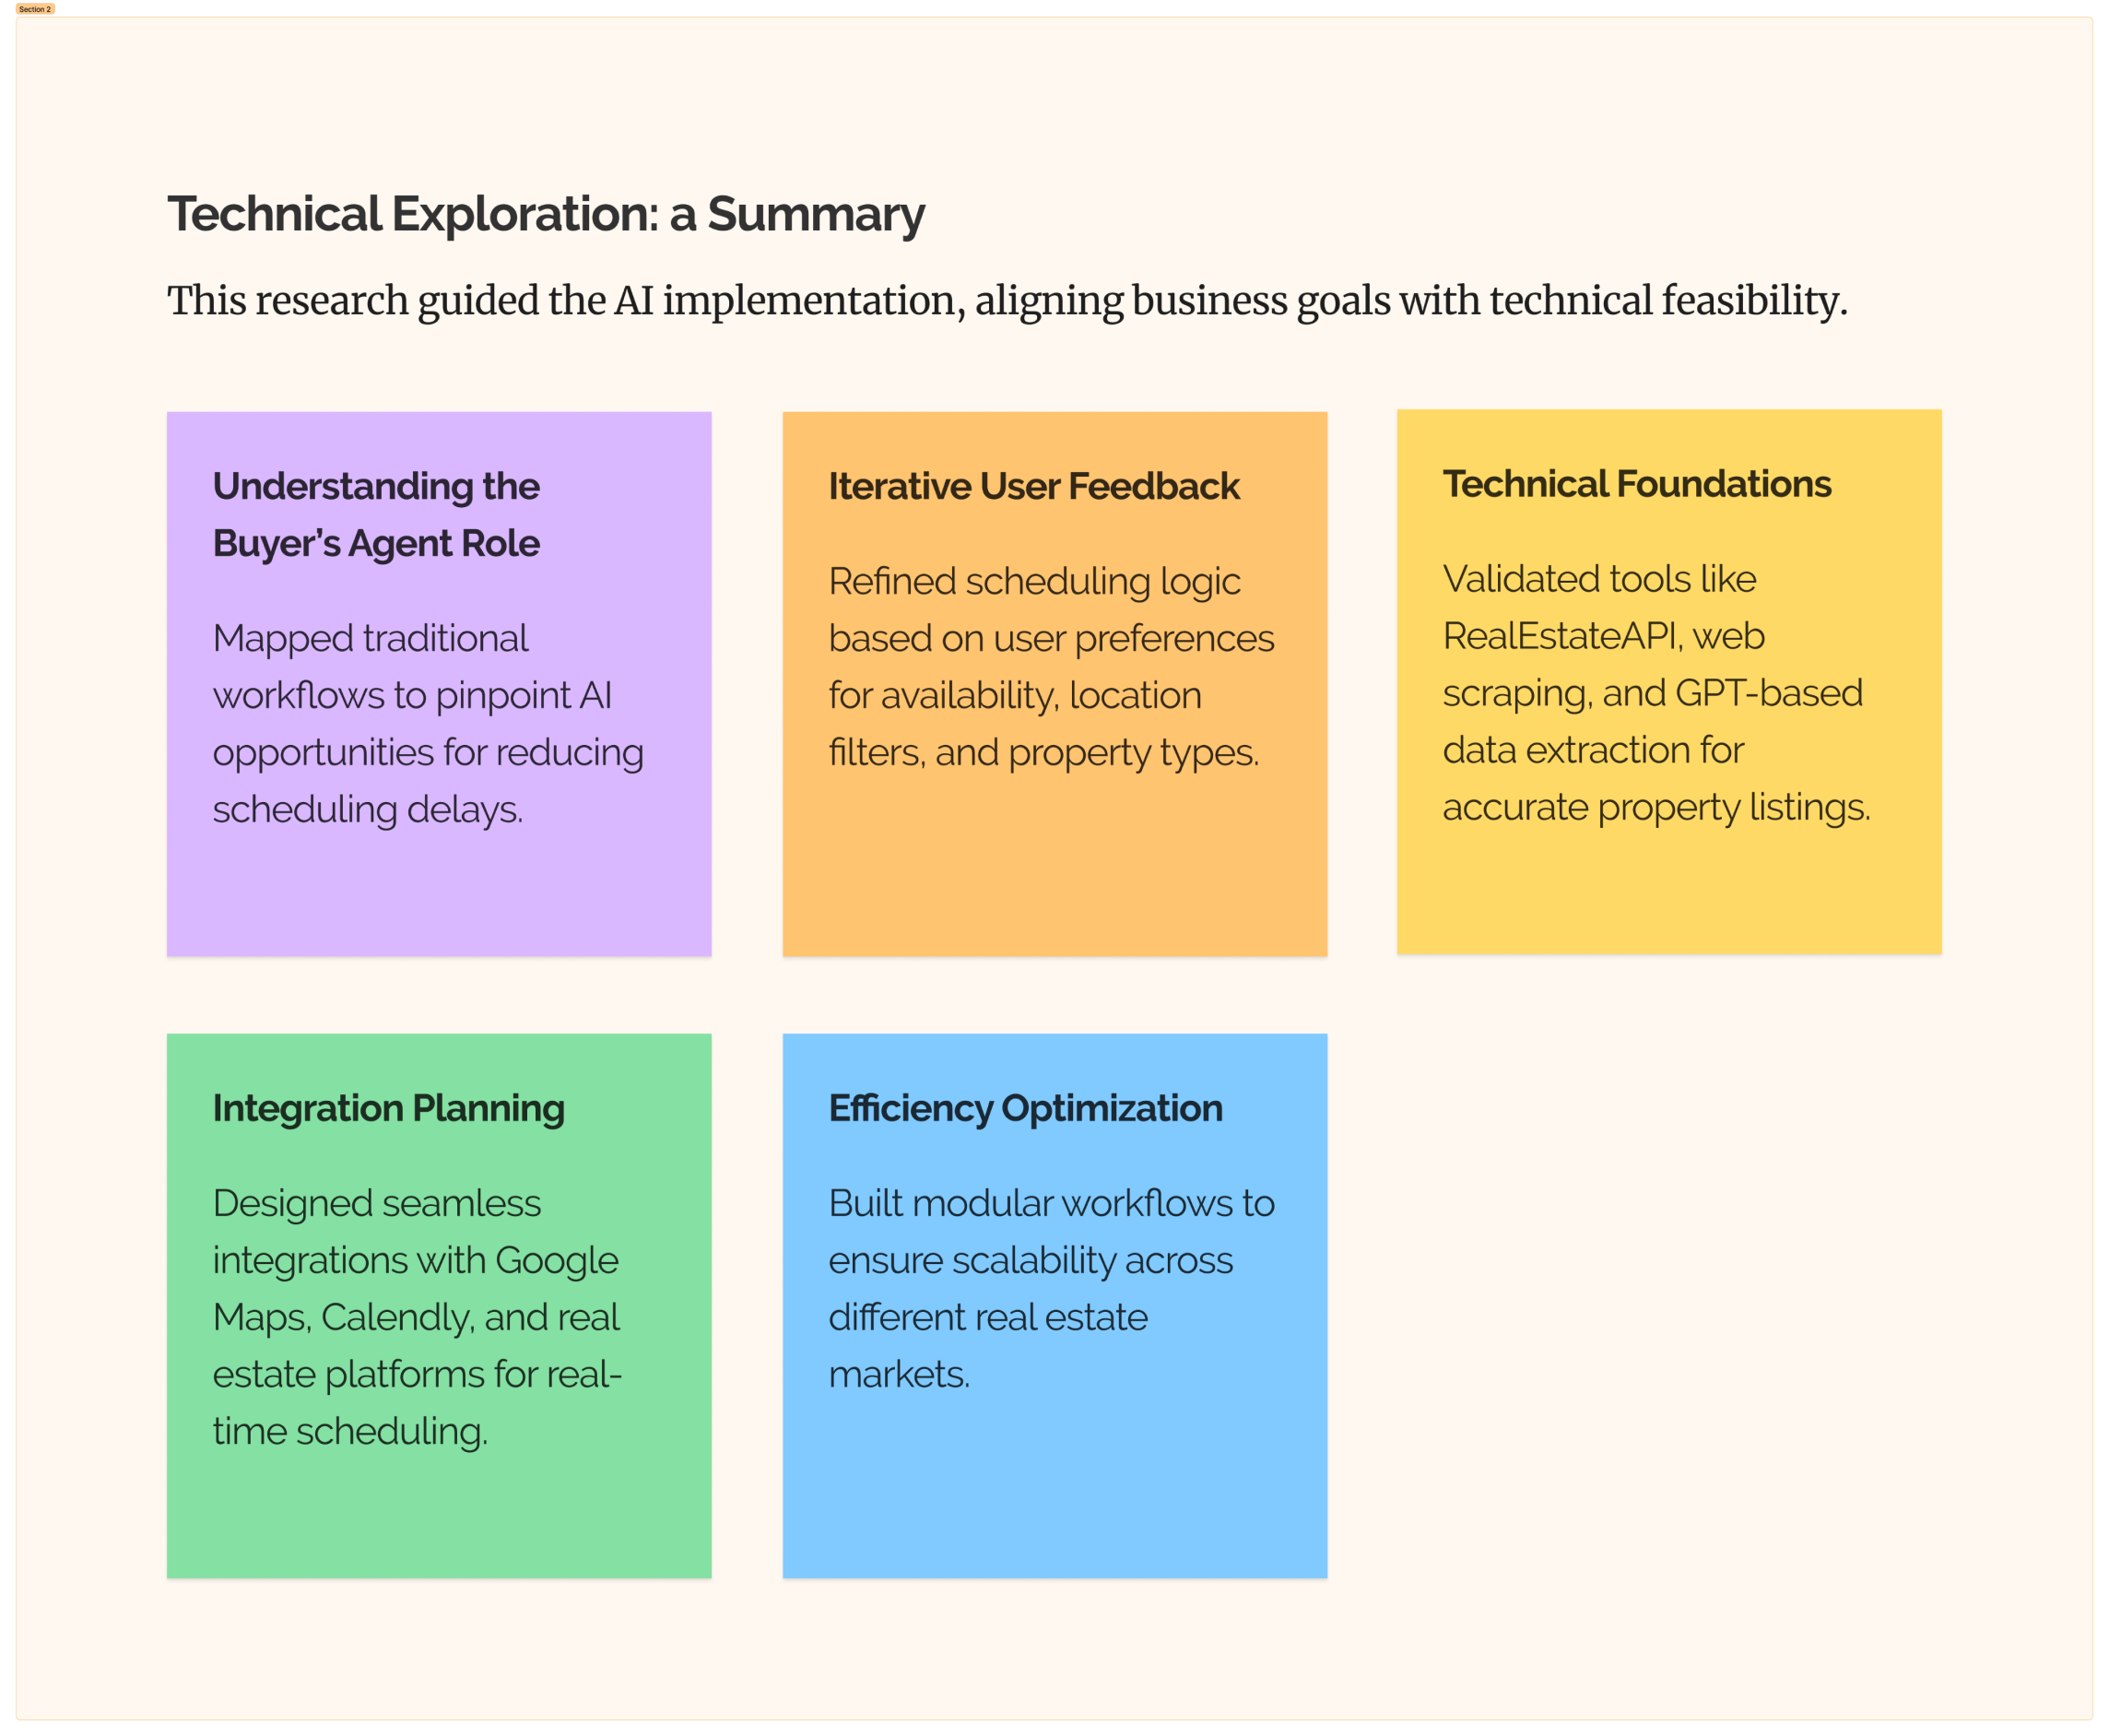 Section 2
Technical Exploration: a Summary
This research guided the AI implementation, aligning business goals with technical feasibility.
Understanding the
Buyer’s Agent Role
Mapped traditional
workflows to pinpoint AI
opportunities for reducing
scheduling delays.
Iterative User Feedback
Refined scheduling logic
based on user preferences
for availability, location
filters, and property types.
Technical Foundations
Validated tools like
RealEstateAPI, web
scraping, and GPT-based
data extraction for
accurate property listings.
Integration Planning
Designed seamless
integrations with Google
Maps, Calendly, and real
estate platforms for real-
time scheduling.
Efficiency Optimization
Built modular workflows to
ensure scalability across
different real estate
markets.